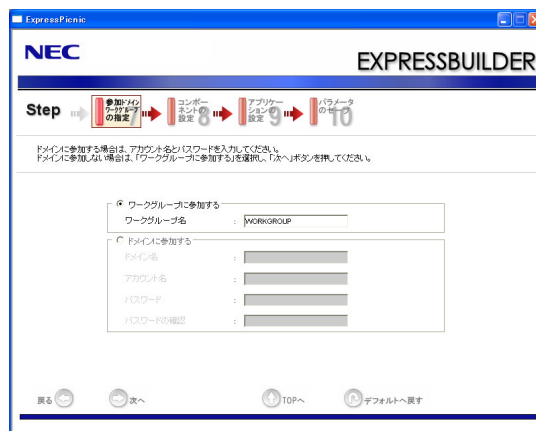 ExpressPicnic
NEC
EXPRESSBUILDER
Step
参加ドメイン
ワークグループ
の指定 7
コンポー
ネントの
設定 8
アプリケー
ションの
設定 9
パラメータ
のセーブ 10
ドメインに参加する場合は、アカウント名とパスワードを入力してください。
ドメインに参加しない場合は、「ワークグループに参加する」を選択し、「次へ」ボタンを押してください。
ワークグループに参加する
ワークグループ名 : WORKGROUP
ドメインに参加する
ドメイン名 :
アカウント名 :
パスワード :
パスワードの確認 :
戻る 次へ TOPへ デフォルトへ戻す